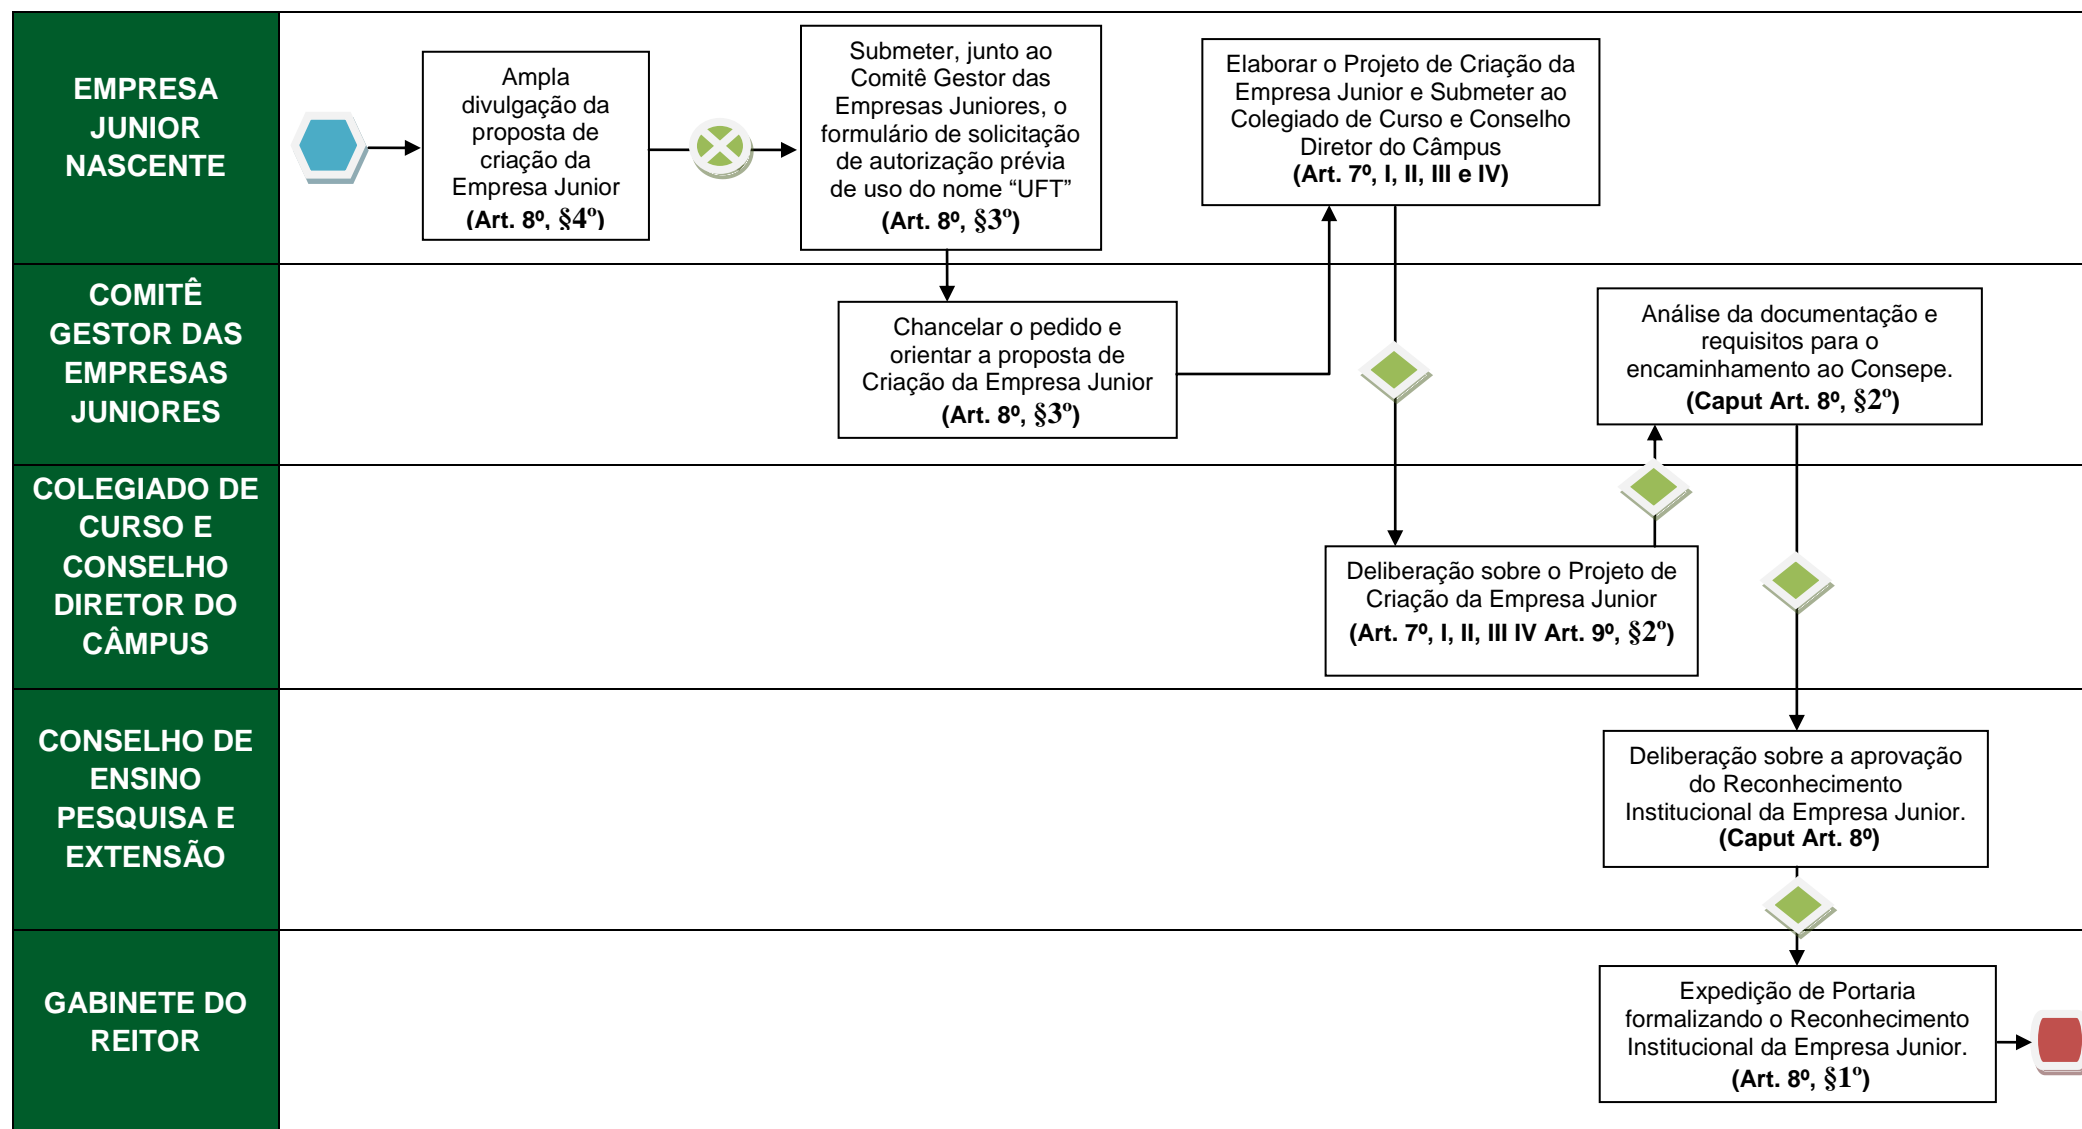 EMPRESA
JUNIOR
NASCENTE
Ampla
divulgação da
proposta de
criação da
Empresa Junior
(Art. 8º, §4º)
Submeter, junto ao
Comitê Gestor das
Empresas Juniores, o
formulário de solicitação
de autorização prévia
de uso do nome “UFT”
(Art. 8º, §3º)
Elaborar o Projeto de Criação da
Empresa Junior e Submeter ao
Colegiado de Curso e Conselho
Diretor do Câmpus
(Art. 7º, I, II, III e IV)
COMITÊ
GESTOR DAS
EMPRESAS
JUNIORES
Chancelar o pedido e
orientar a proposta de
Criação da Empresa Junior
(Art. 8º, §3º)
Análise da documentação e
requisitos para o
encaminhamento ao Consepe.
(Caput Art. 8º, §2º)
COLEGIADO DE
CURSO E
CONSELHO
DIRETOR DO
CÂMPUS
Deliberação sobre o Projeto de
Criação da Empresa Junior
(Art. 7º, I, II, III IV Art. 9º, §2º)
CONSELHO DE
ENSINO
PESQUISA E
EXTENSÃO
Deliberação sobre a aprovação
do Reconhecimento
Institucional da Empresa Junior.
(Caput Art. 8º)
GABINETE DO
REITOR
Expedição de Portaria
formalizando o Reconhecimento
Institucional da Empresa Junior.
(Art. 8º, §1º)